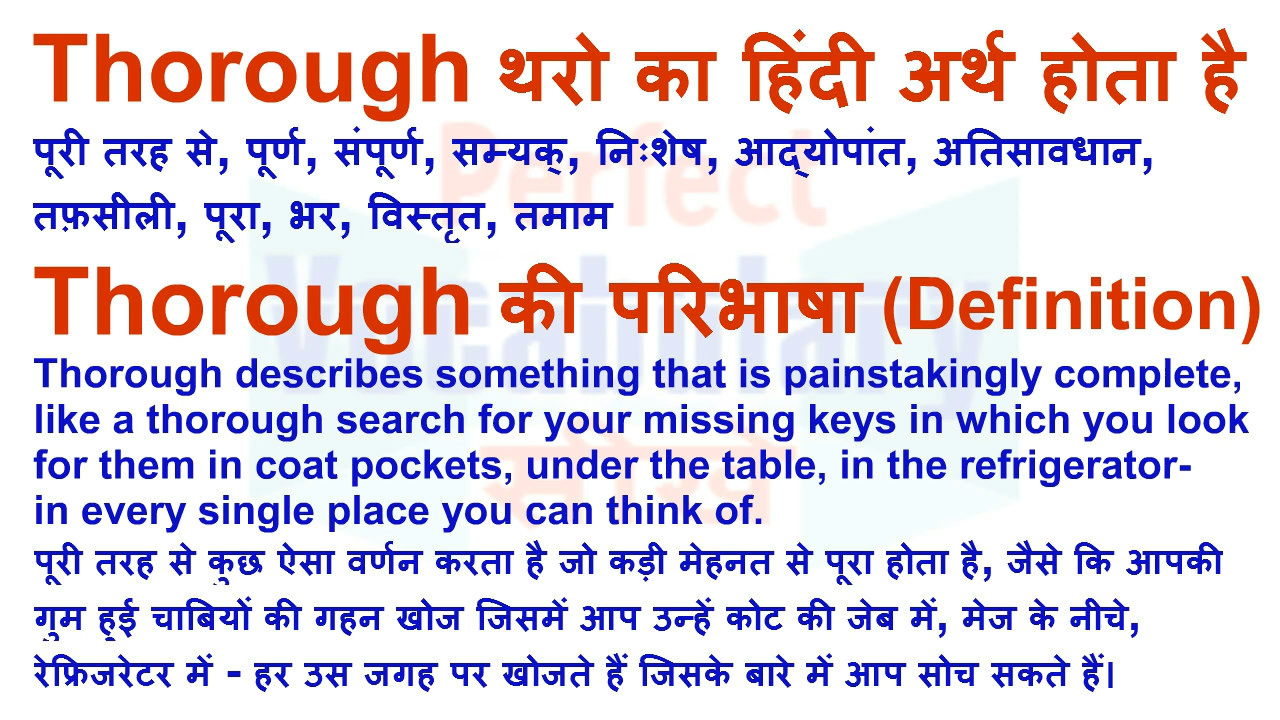 Thorough थरो का हिंदी अर्थ होता है
पूरी तरह से, पूर्ण, संपूर्ण, सम्यक्, निःशेष, आद्योपांत, अतिसावधान,
तफ़सीली, पूरा, भर, विस्तृत, तमाम
Thorough की परिभाषा (Definition)
Thorough describes something that is painstakingly complete,
like a thorough search for your missing keys in which you look
for them in coat pockets, under the table, in the refrigerator-
in every single place you can think of.
पूरी तरह से कुछ ऐसा वर्णन करता है जो कड़ी मेहनत से पूरा होता है, जैसे कि आपकी
गुम हुई चाबियों की गहन खोज जिसमें आप उन्हें कोट की जेब में, मेज के नीचे,
रेफ्रिजरेटर में - हर उस जगह पर खोजते हैं जिसके बारे में आप सोच सकते हैं।
Perfect
Vocabulary
सीखे